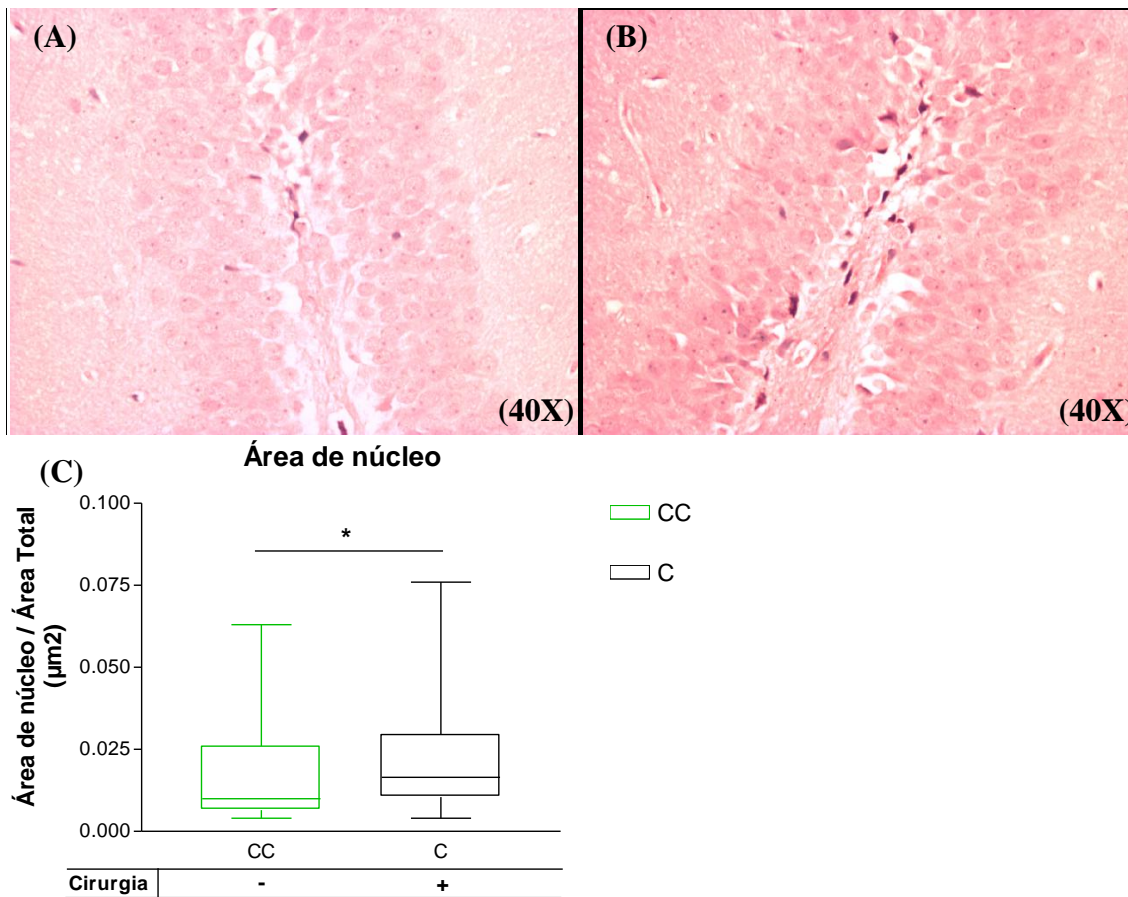 (A)
(B)
(40X)
(40X)
(C)
Área de núcleo
Área de núcleo / Área Total
(µm2)
0.100
0.075
0.050
0.025
0.000
*
CC
C
CC
C
Cirurgia - +